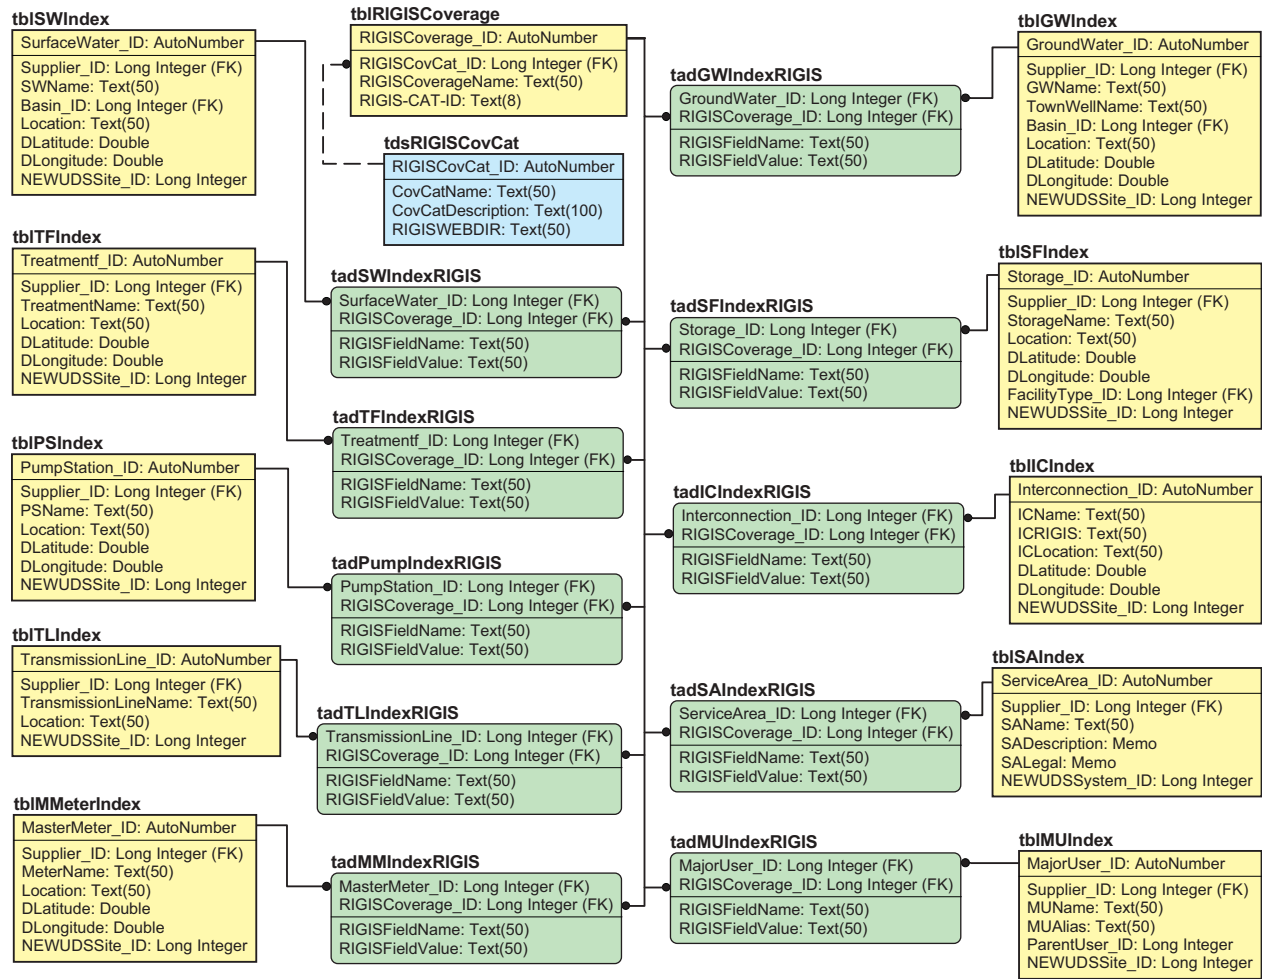 tblSWIndex
SurfaceWater_ID: AutoNumber
Supplier_ID: Long Integer (FK)
SWName: Text(50)
Basin_ID: Long Integer (FK)
Location: Text(50)
DLatitude: Double
DLongitude: Double
NEWUDSSite_ID: Long Integer
tblTFIndex
Treatmentf_ID: AutoNumber
Supplier_ID: Long Integer (FK)
TreatmentName: Text(50)
Location: Text(50)
DLatitude: Double
DLongitude: Double
NEWUDSSite_ID: Long Integer
tblPSIndex
PumpStation_ID: AutoNumber
Supplier_ID: Long Integer (FK)
PSName: Text(50)
Location: Text(50)
DLatitude: Double
DLongitude: Double
NEWUDSSite_ID: Long Integer
tblTLIndex
TransmissionLine_ID: AutoNumber
Supplier_ID: Long Integer (FK)
TransmissionLineName: Text(50)
Location: Text(50)
NEWUDSSite_ID: Long Integer
tblMMeterIndex
MasterMeter_ID: AutoNumber
Supplier_ID: Long Integer (FK)
MeterName: Text(50)
Location: Text(50)
DLatitude: Double
DLongitude: Double
NEWUDSSite_ID: Long Integer
tblRIGISCoverage
RIGISCoverage_ID: AutoNumber
RIGISCovCat_ID: Long Integer (FK)
RIGISCoverageName: Text(50)
RIGIS-CAT-ID: Text(8)
tdsRIGISCovCat
RIGISCovCat_ID: AutoNumber
CovCatName: Text(50)
CovCatDescription: Text(100)
RIGISWEBDIR: Text(50)
tadSWIndexRIGIS
SurfaceWater_ID: Long Integer (FK)
RIGISCoverage_ID: Long Integer (FK)
RIGISFieldName: Text(50)
RIGISFieldValue: Text(50)
tadTFIndexRIGIS
Treatmentf_ID: Long Integer (FK)
RIGISCoverage_ID: Long Integer (FK)
RIGISFieldName: Text(50)
RIGISFieldValue: Text(50)
tadPumpIndexRIGIS
PumpStation_ID: Long Integer (FK)
RIGISCoverage_ID: Long Integer (FK)
RIGISFieldName: Text(50)
RIGISFieldValue: Text(50)
tadTLIndexRIGIS
TransmissionLine_ID: Long Integer (FK)
RIGISCoverage_ID: Long Integer (FK)
RIGISFieldName: Text(50)
RIGISFieldValue: Text(50)
tadMMIndexRIGIS
MasterMeter_ID: Long Integer (FK)
RIGISCoverage_ID: Long Integer (FK)
RIGISFieldName: Text(50)
RIGISFieldValue: Text(50)
tadGWIndexRIGIS
GroundWater_ID: Long Integer (FK)
RIGISCoverage_ID: Long Integer (FK)
RIGISFieldName: Text(50)
RIGISFieldValue: Text(50)
tadSFIndexRIGIS
Storage_ID: Long Integer (FK)
RIGISCoverage_ID: Long Integer (FK)
RIGISFieldName: Text(50)
RIGISFieldValue: Text(50)
tadICIndexRIGIS
Interconnection_ID: Long Integer (FK)
RIGISCoverage_ID: Long Integer (FK)
RIGISFieldName: Text(50)
RIGISFieldValue: Text(50)
tadSAIndexRIGIS
ServiceArea_ID: Long Integer (FK)
RIGISCoverage_ID: Long Integer (FK)
RIGISFieldName: Text(50)
RIGISFieldValue: Text(50)
tadMUIndexRIGIS
MajorUser_ID: Long Integer (FK)
RIGISCoverage_ID: Long Integer (FK)
RIGISFieldName: Text(50)
RIGISFieldValue: Text(50)
tblGWIndex
GroundWater_ID: AutoNumber
Supplier_ID: Long Integer (FK)
GWName: Text(50)
TownWellName: Text(50)
Basin_ID: Long Integer (FK)
Location: Text(50)
DLatitude: Double
DLongitude: Double
NEWUDSSite_ID: Long Integer
tblSFIndex
Storage_ID: AutoNumber
Supplier_ID: Long Integer (FK)
StorageName: Text(50)
Location: Text(50)
DLatitude: Double
DLongitude: Double
FacilityType_ID: Long Integer (FK)
NEWUDSSite_ID: Long Integer
tblICIndex
Interconnection_ID: AutoNumber
ICName: Text(50)
ICRIGIS: Text(50)
ICLocation: Text(50)
DLatitude: Double
DLongitude: Double
NEWUDSSite_ID: Long Integer
tblSAIndex
ServiceArea_ID: AutoNumber
Supplier_ID: Long Integer (FK)
SAName: Text(50)
SADescription: Memo
SALegal: Memo
NEWUDSSystem_ID: Long Integer
tblMUIndex
MajorUser_ID: AutoNumber
Supplier_ID: Long Integer (FK)
MUName: Text(50)
MUAlias: Text(50)
ParentUser_ID: Long Integer
NEWUDSSite_ID: Long Integer